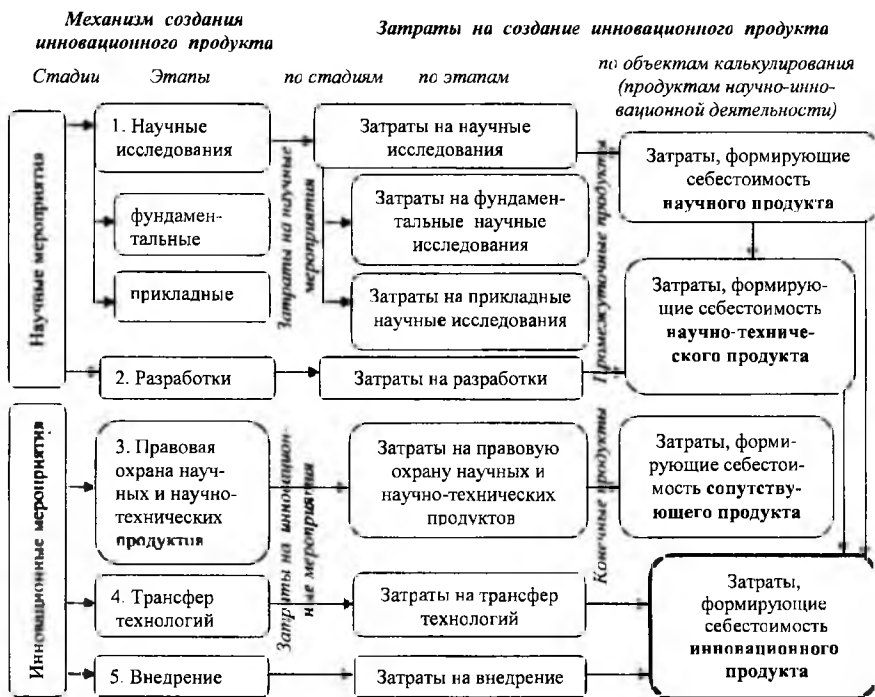 Механизм создания
инновационного продукта
Затраты на создание инновационного продукта
Стадии
Этапы
по стадиям
по этапам
по объектам калькулирования
(продуктам научно-инно-
вационной деятельности)
Научные мероприятия
1. Научные
исследования
фундамен-
тальные
прикладные
2. Разработки
Затраты на научные
мероприятия
Затраты на научные
исследования
Затраты на фундамен-
тальные научные
исследования
Затраты на прикладные
научные исследования
Затраты на разработки
Промежуточные продукты
Затраты, формирующие
себестоимость
научного продукта
Затраты, формирую-
щие себестоимость
научно-техниче-
ского продукта
Инновационные мероприятия
3. Правовая
охрана науч-
ных и научно-
технических
продуктов
4. Трансфер
технологий
5. Внедрение
Затраты на инновацион-
ные мероприятия
Затраты на правовую
охрану научных и
научно-технических
продуктов
Затраты на трансфер
технологий
Затраты на внедрение
Конечные продукты
Затраты, форми-
рующие себестои-
мость сопутствую-
щего продукта
Затраты,
формирующие
себестоимость
инновационного
продукта